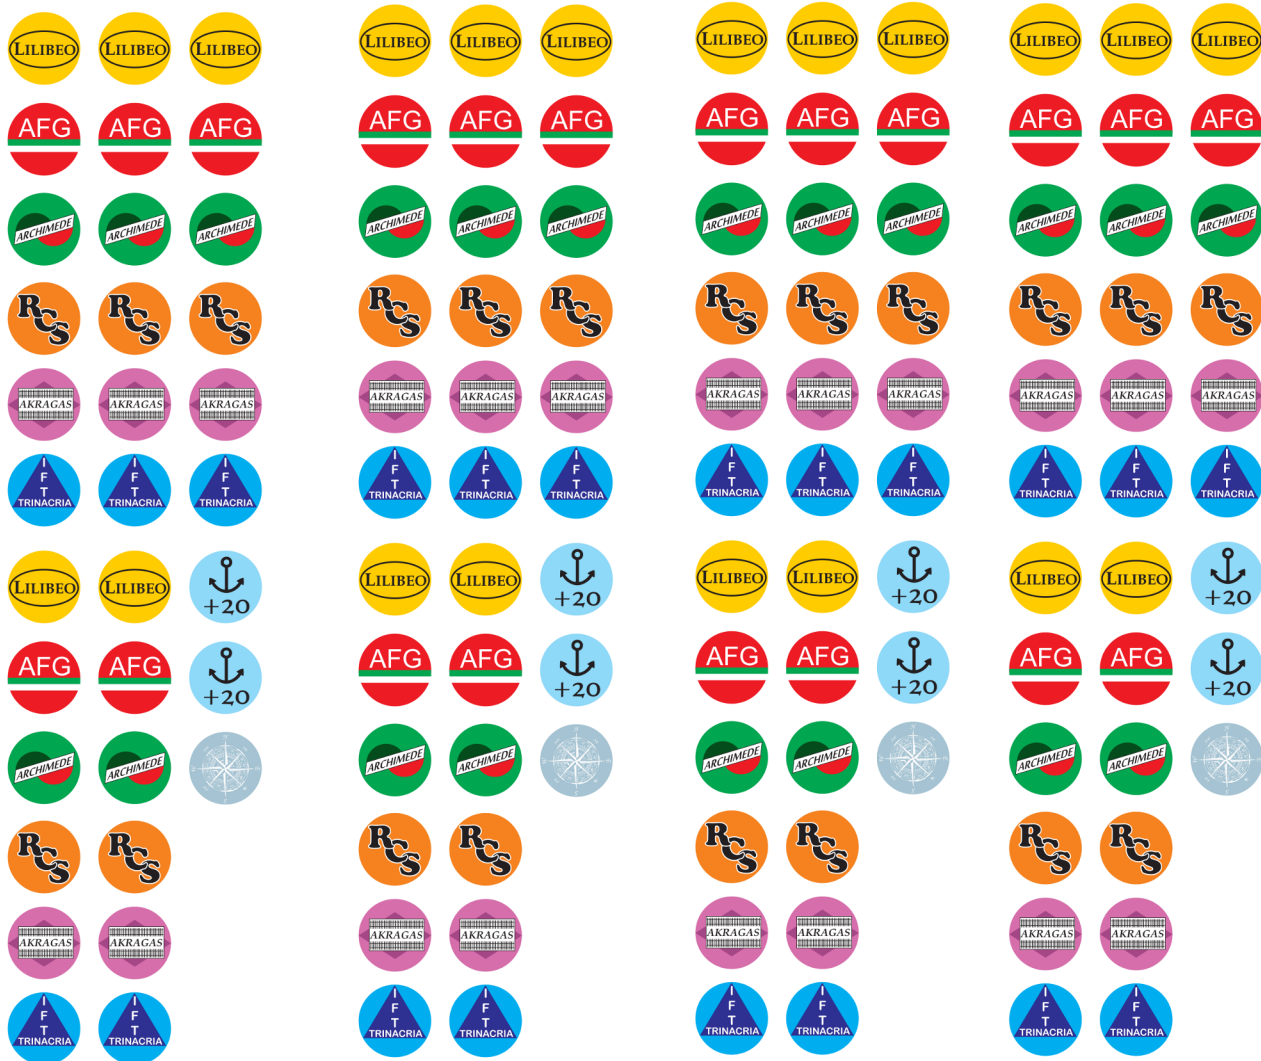 LILIBEO LILIBEO LILIBEO LILIBEO LILIBEO LILIBEO LILIBEO LILIBEO LILIBEO LILIBEO LILIBEO LILIBEO
AFG AFG AFG AFG AFG AFG AFG AFG AFG AFG AFG AFG
ARCHIMEDE ARCHIMEDE ARCHIMEDE ARCHIMEDE ARCHIMEDE ARCHIMEDE ARCHIMEDE ARCHIMEDE ARCHIMEDE ARCHIMEDE ARCHIMEDE ARCHIMEDE
RCS RCS RCS RCS RCS RCS RCS RCS RCS RCS RCS RCS
AKRAGAS AKRAGAS AKRAGAS AKRAGAS AKRAGAS AKRAGAS AKRAGAS AKRAGAS AKRAGAS AKRAGAS AKRAGAS AKRAGAS
I I I I I I I I I I I I
F F F F F F F F F F F F
T T T T T T T T T T T T
TRINACRIA TRINACRIA TRINACRIA TRINACRIA TRINACRIA TRINACRIA TRINACRIA TRINACRIA TRINACRIA TRINACRIA TRINACRIA TRINACRIA
LILIBEO LILIBEO +20 LILIBEO LILIBEO +20 LILIBEO LILIBEO +20 LILIBEO LILIBEO +20
AFG AFG +20 AFG AFG +20 AFG AFG +20 AFG AFG +20
ARCHIMEDE ARCHIMEDE ARCHIMEDE ARCHIMEDE ARCHIMEDE ARCHIMEDE ARCHIMEDE ARCHIMEDE
RCS RCS RCS RCS RCS RCS RCS RCS
AKRAGAS AKRAGAS AKRAGAS AKRAGAS AKRAGAS AKRAGAS AKRAGAS AKRAGAS
I I I I I I I I
F F F F F F F F
T T T T T T T T
TRINACRIA TRINACRIA TRINACRIA TRINACRIA TRINACRIA TRINACRIA TRINACRIA TRINACRIA